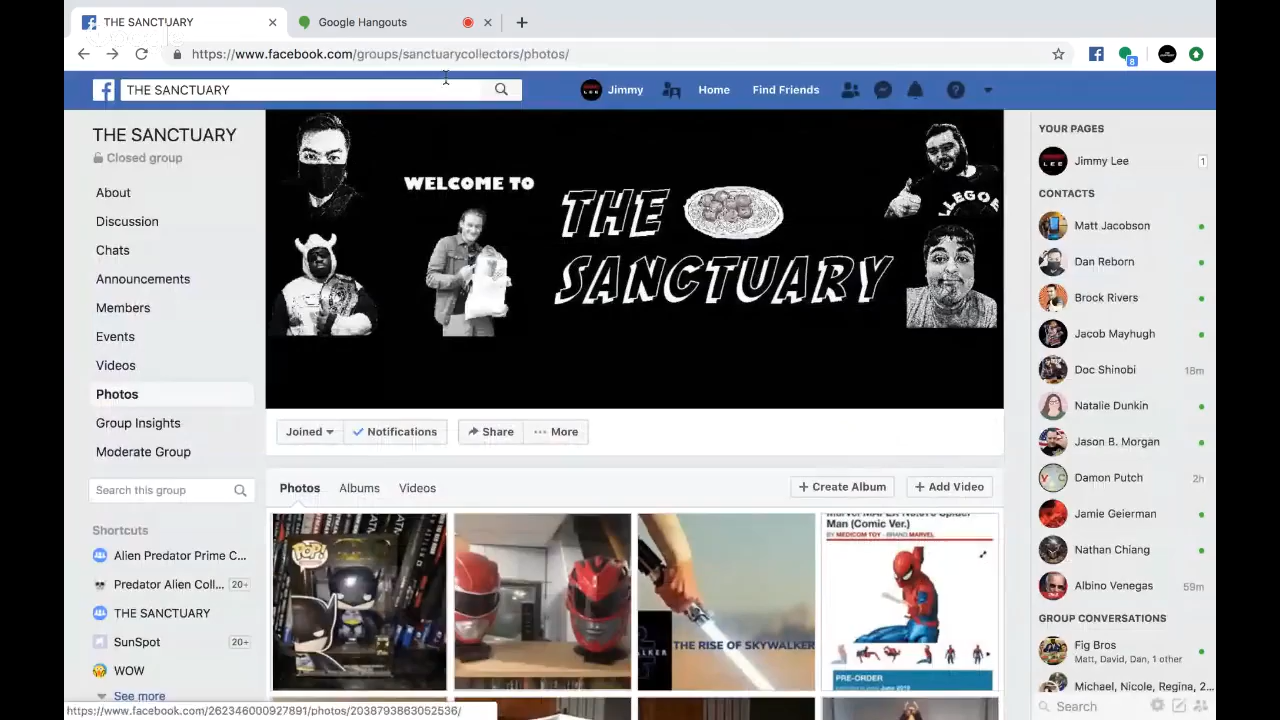 THE SANCTUARY
Google Hangouts
https://www.facebook.com/groups/sanctuarycollectors/photos/
8
THE SANCTUARY
Jimmy
Home
Find Friends
THE SANCTUARY
Closed group
About
Discussion
Chats
Announcements
Members
Events
Videos
Photos
Group Insights
Moderate Group
Search this group
Shortcuts
Alien Predator Prime C...
Predator Alien Coll... 20+
THE SANCTUARY
SunSpot 20+
WOW
See more
WELCOME TO
THE
SANCTUARY
LLEGO
Joined
Notifications
Share
More
Photos
Albums
Videos
+ Create Album
+ Add Video
POP!
THE RISE OF SKYWALKER
Man (Comic Ver.)
BY MEDICOM TOY - BRAND MARVEL
PRE-ORDER
YOUR PAGES
Jimmy Lee 1
CONTACTS
Matt Jacobson
Dan Reborn
Brock Rivers
Jacob Mayhugh
Doc Shinobi 18m
Natalie Dunkin
Jason B. Morgan
Damon Putch 2h
Jamie Geierman
Nathan Chiang
Albino Venegas 59m
GROUP CONVERSATIONS
Fig Bros
Matt, David, Dan, 1 other
Michael, Nicole, Regina, 2...
Search
https://www.facebook.com/262346000927891/photos/2038793863052536/